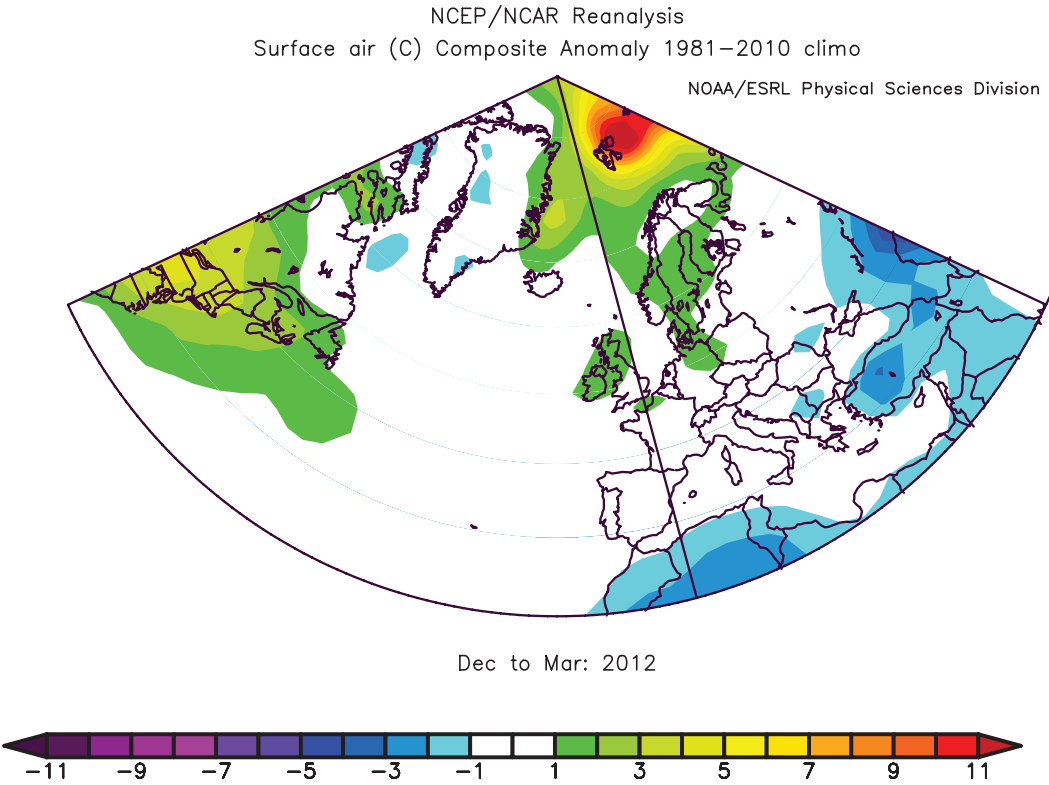 NCEP/NCAR Reanalysis
Surface air (C) Composite Anomaly 1981−2010 climo
NOAA/ESRL Physical Sciences Division
Dec to Mar: 2012
−11 −9 −7 −5 −3 −1 1 3 5 7 9 11